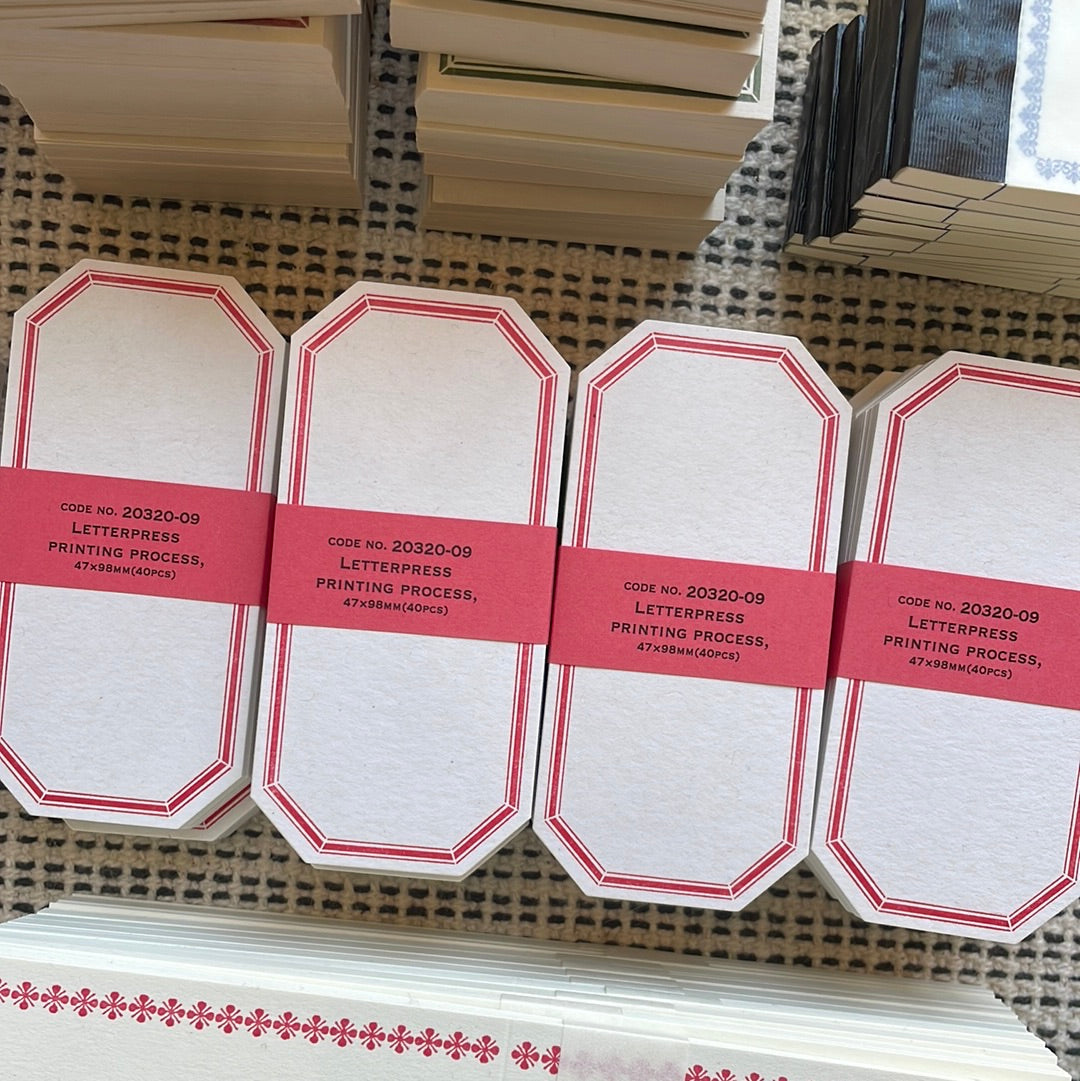 CODE NO. 20320-09
LETTERPRESS
PRINTING PROCESS,
47×98MM(40PCS)
CODE NO. 20320-09
LETTERPRESS
PRINTING PROCESS,
47×98MM(40PCS)
CODE NO. 20320-09
LETTERPRESS
PRINTING PROCESS,
47×98MM(40PCS)
CODE NO. 20320-09
LETTERPRESS
PRINTING PROCESS,
47×98MM(40PCS)